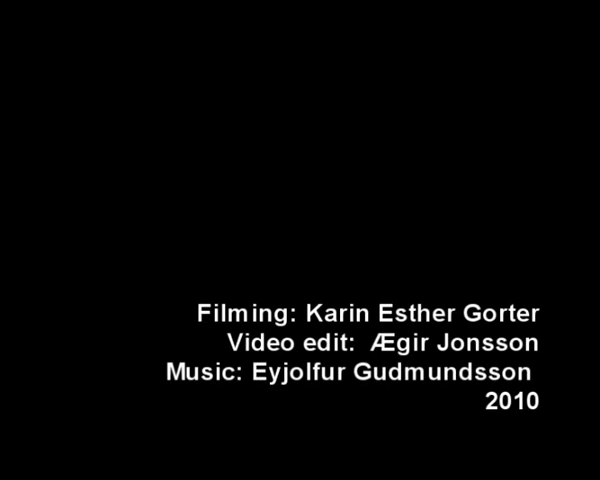 Filming: Karin Esther Gorter
Video edit: Ægir Jonsson
Music: Eyjolfur Gudmundsson
2010